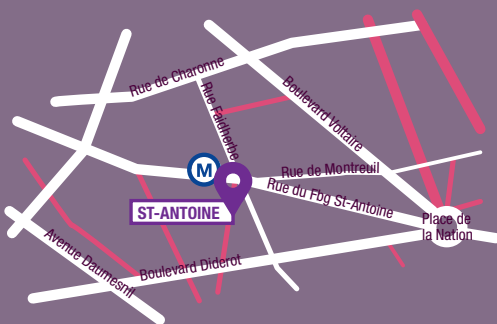 Rue de Charonne
Boulevard Voltaire
Rue Faidherbe
M
Rue de Montreuil
Rue du Fbg St-Antoine
ST-ANTOINE
Place de
la Nation
Boulevard Diderot
Avenue Daumesnil